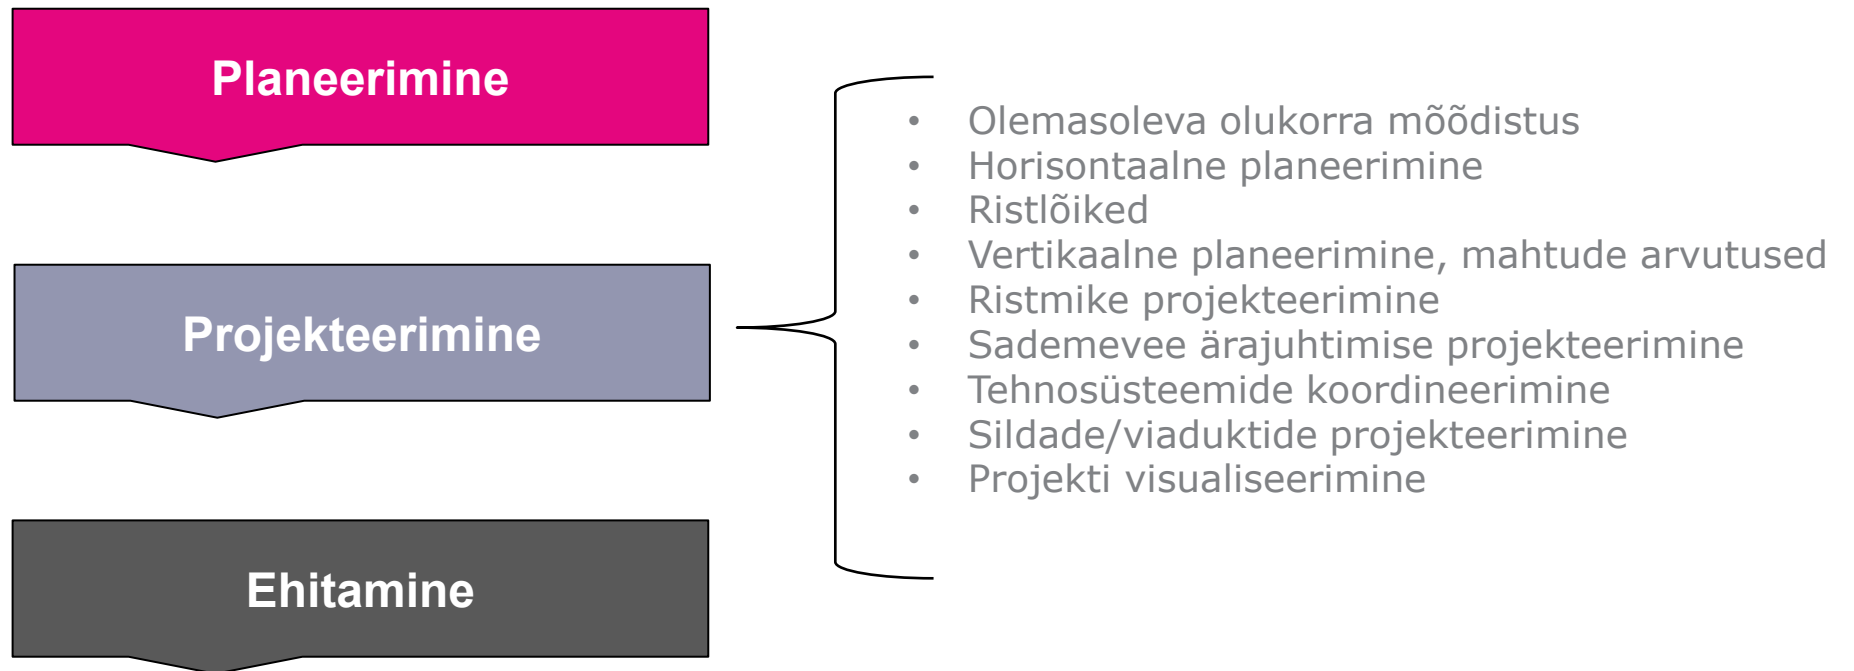 Planeerimine
Projekteerimine
Ehitamine
• Olemasoleva olukorra mõõdistus
• Horisontaalne planeerimine
• Ristlõiked
• Vertikaalne planeerimine, mahtude arvutused
• Ristmike projekteerimine
• Sademevee ärajuhtimise projekteerimine
• Tehnosüsteemide koordineerimine
• Sildade/viaduktide projekteerimine
• Projekti visualiseerimine